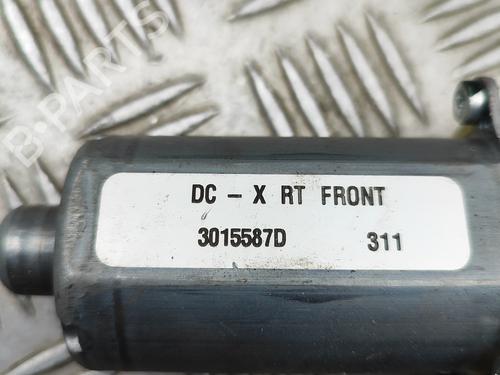 B-PARTS
DC - X RT FRONT
3015587D 311